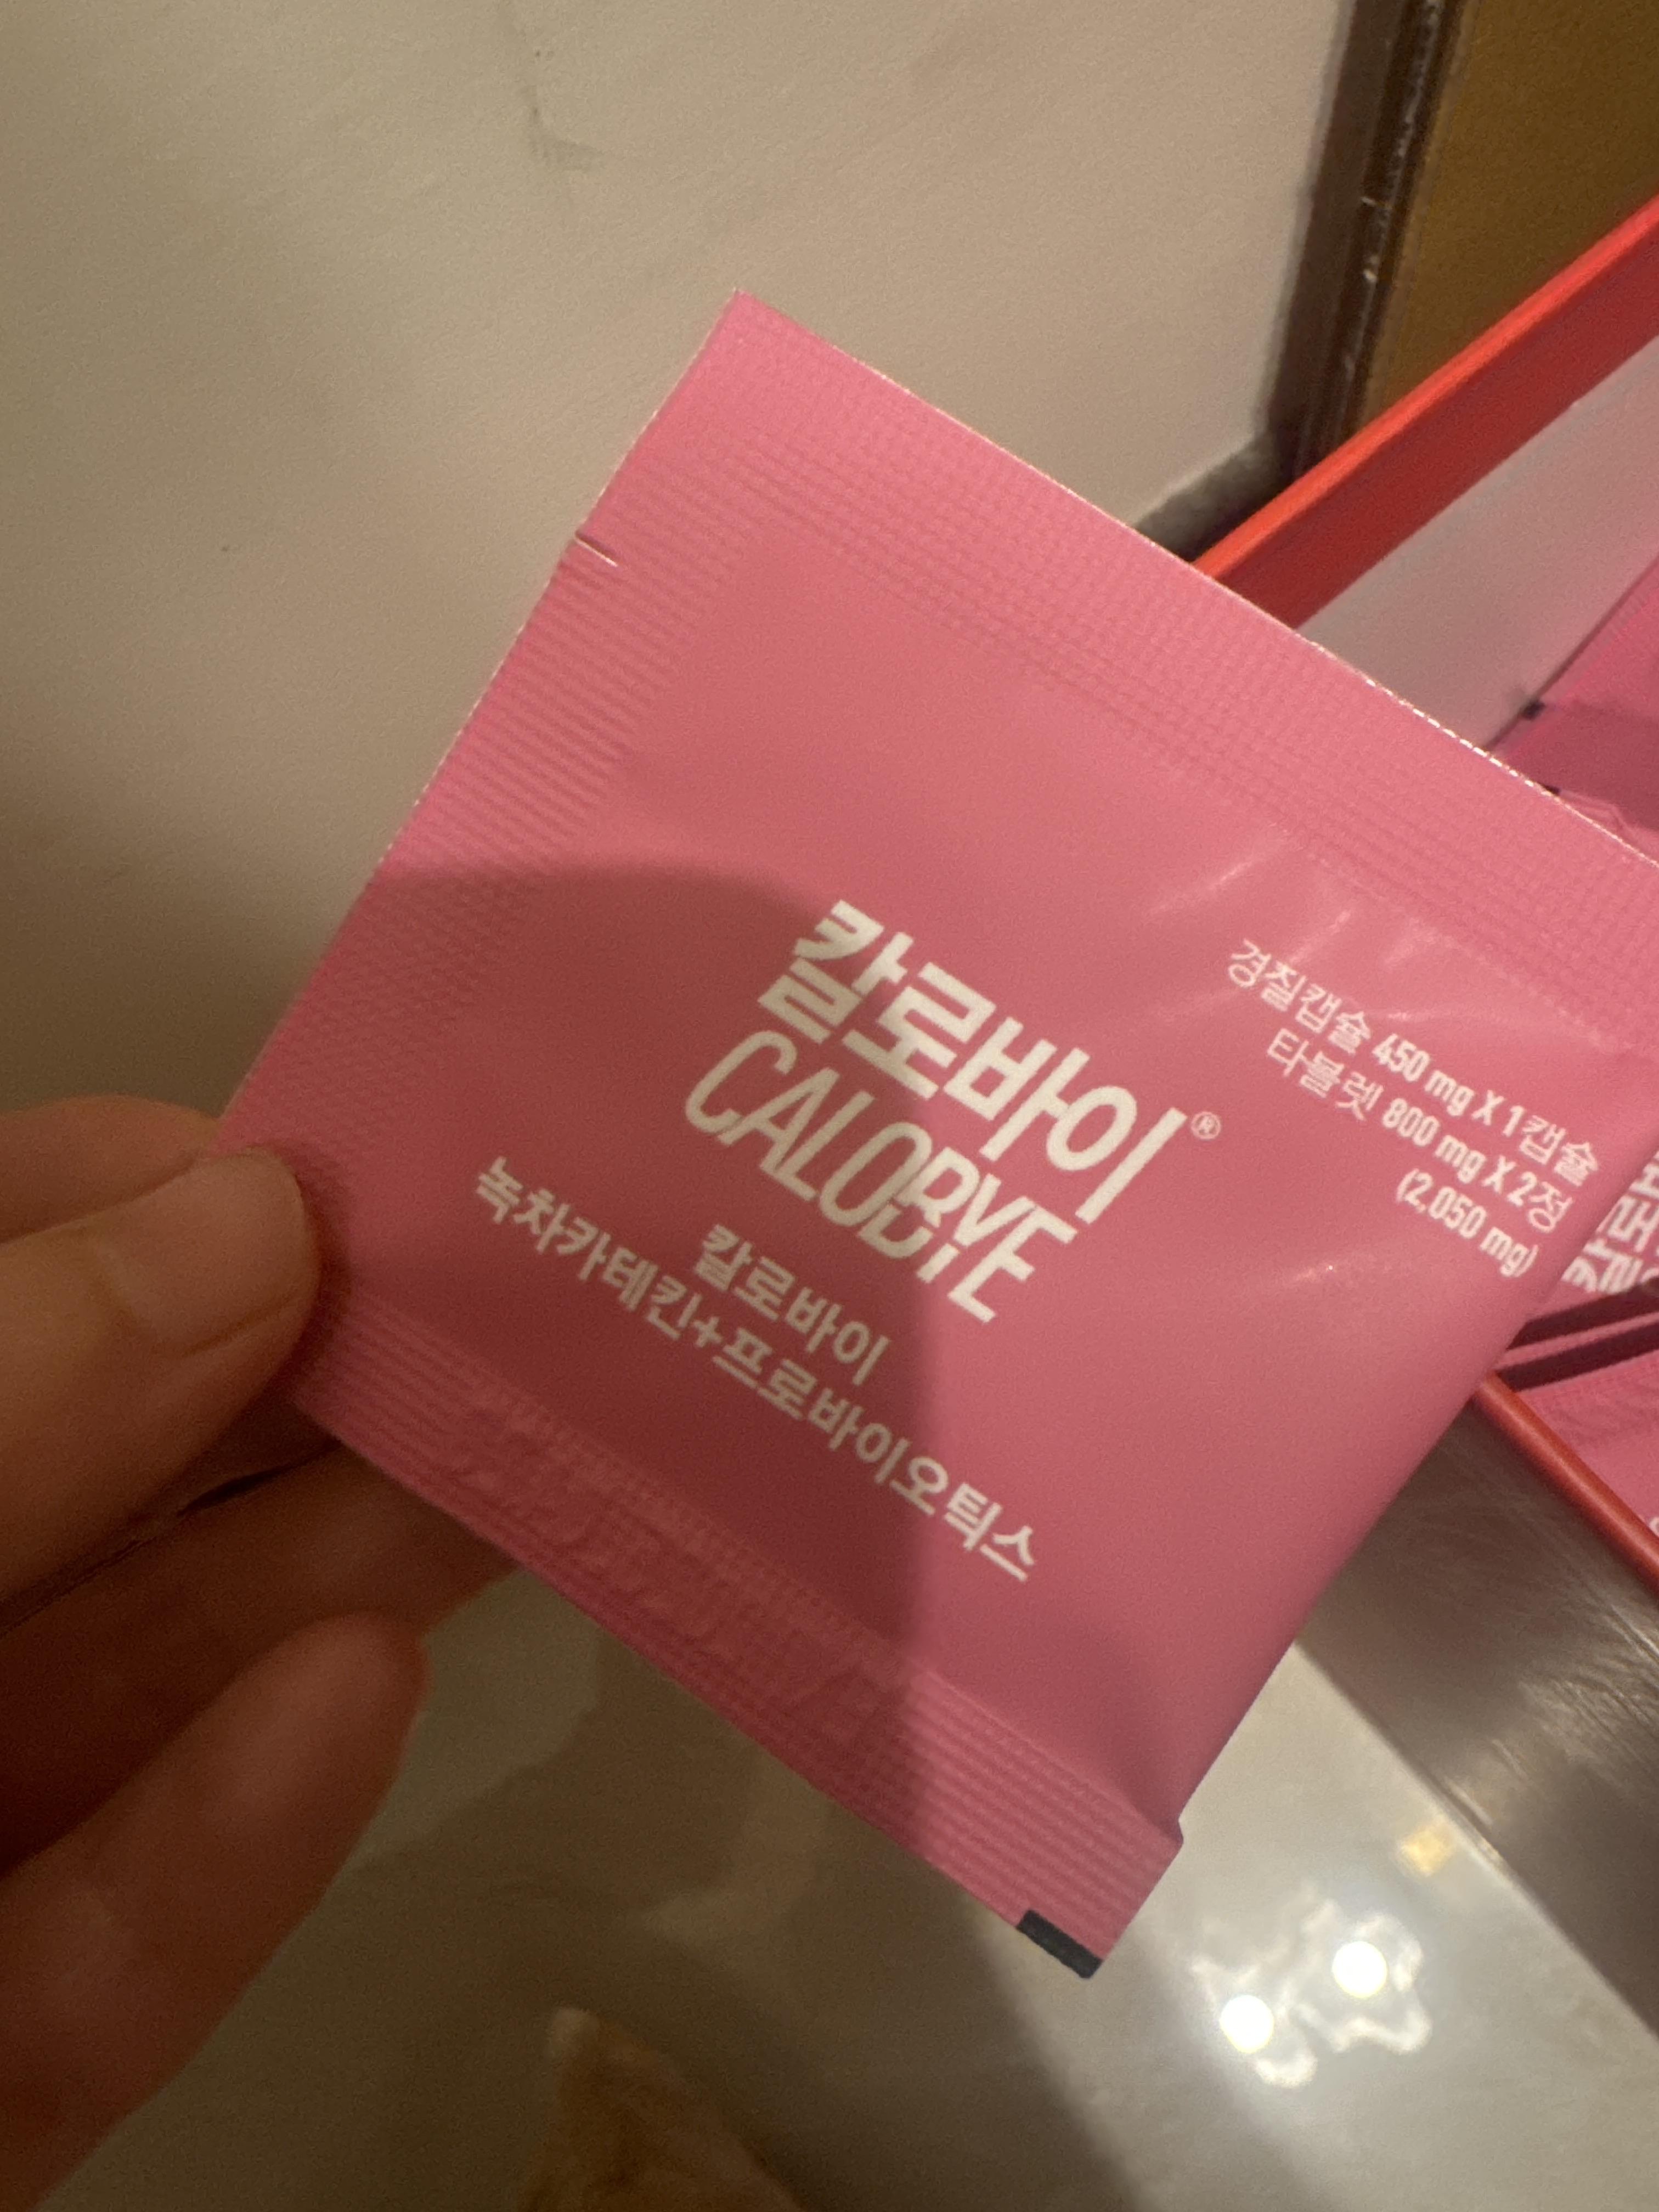 칼로바이®
CALOBYE
칼로바이
녹차카테킨+프로바이오틱스
경질캡슐 450 mg X 1캡슐
타블렛 800 mg X 2정
(2,050 mg)